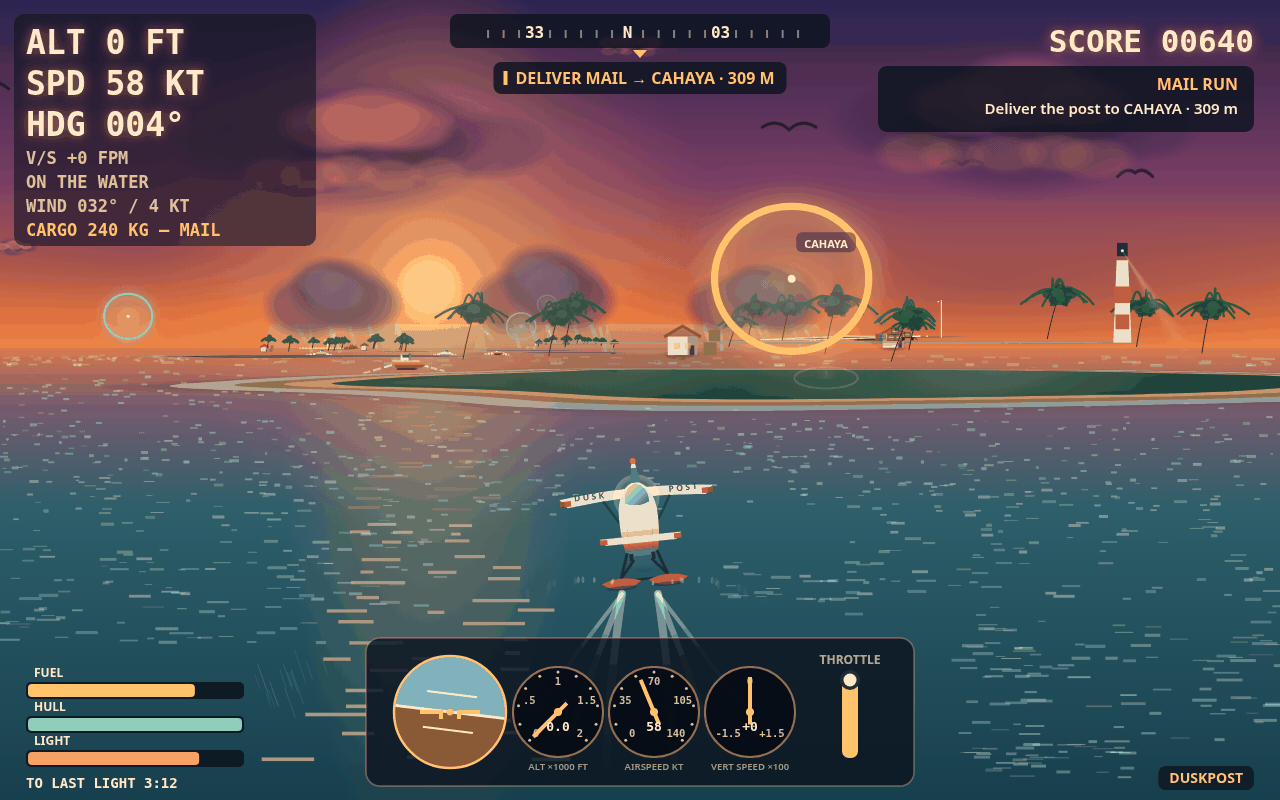 ALT 0 FT
SPD 58 KT
HDG 004°
V/S +0 FPM
ON THE WATER
WIND 032° / 4 KT
CARGO 240 KG — MAIL
33 N 03
DELIVER MAIL → CAHAYA · 309 M
SCORE 00640
MAIL RUN
Deliver the post to CAHAYA · 309 m
CAHAYA
DUSK POST
FUEL
HULL
LIGHT
TO LAST LIGHT 3:12
0 .5 1 1.5 2
0.0
ALT ×1000 FT
0 35 70 105 140
58
AIRSPEED KT
-1.5 0 +1.5
+0
VERT SPEED ×100
THROTTLE
DUSKPOST